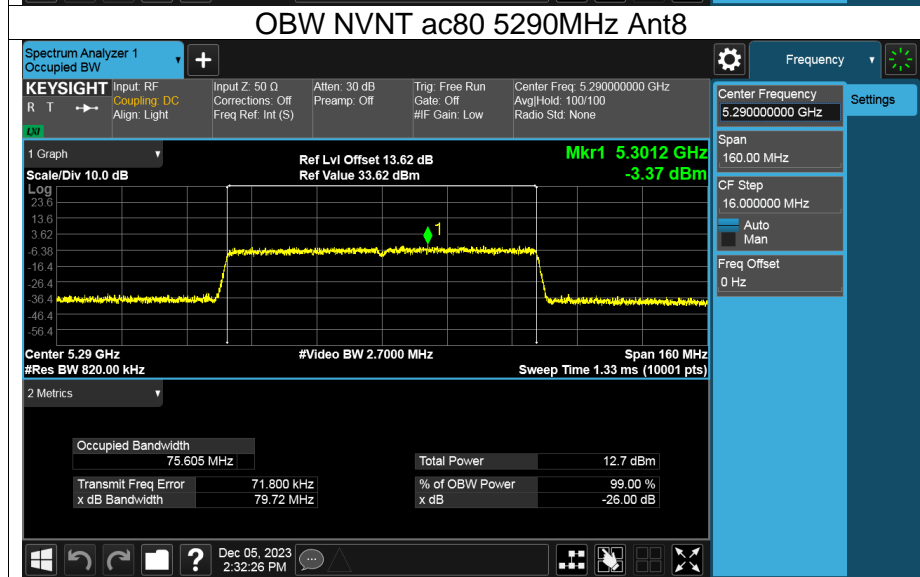 OBW NVNT ac80 5290MHz Ant8
Spectrum Analyzer 1
Occupied BW
+
Frequency
KEYSIGHT
R T
LXI
Input: RF
Coupling: DC
Align: Light
Input Z: 50 Ω
Corrections: Off
Freq Ref: Int (S)
Atten: 30 dB
Preamp: Off
Trig: Free Run
Gate: Off
#IF Gain: Low
Center Freq: 5.290000000 GHz
Avg|Hold: 100/100
Radio Std: None
Center Frequency
5.290000000 GHz
Settings
Span
160.00 MHz
CF Step
16.000000 MHz
Auto
Man
Freq Offset
0 Hz
1 Graph
Ref Lvl Offset 13.62 dB
Mkr1 5.3012 GHz
Scale/Div 10.0 dB
Ref Value 33.62 dBm
-3.37 dBm
Log
23.6
13.6
3.62
-6.38
-16.4
-26.4
-36.4
-46.4
-56.4
1
Center 5.29 GHz
#Video BW 2.7000 MHz
Span 160 MHz
#Res BW 820.00 kHz
Sweep Time 1.33 ms (10001 pts)
2 Metrics
Occupied Bandwidth
75.605 MHz
Total Power 12.7 dBm
Transmit Freq Error 71.800 kHz
% of OBW Power 99.00 %
x dB Bandwidth 79.72 MHz
x dB -26.00 dB
?
Dec 05, 2023
2:32:26 PM